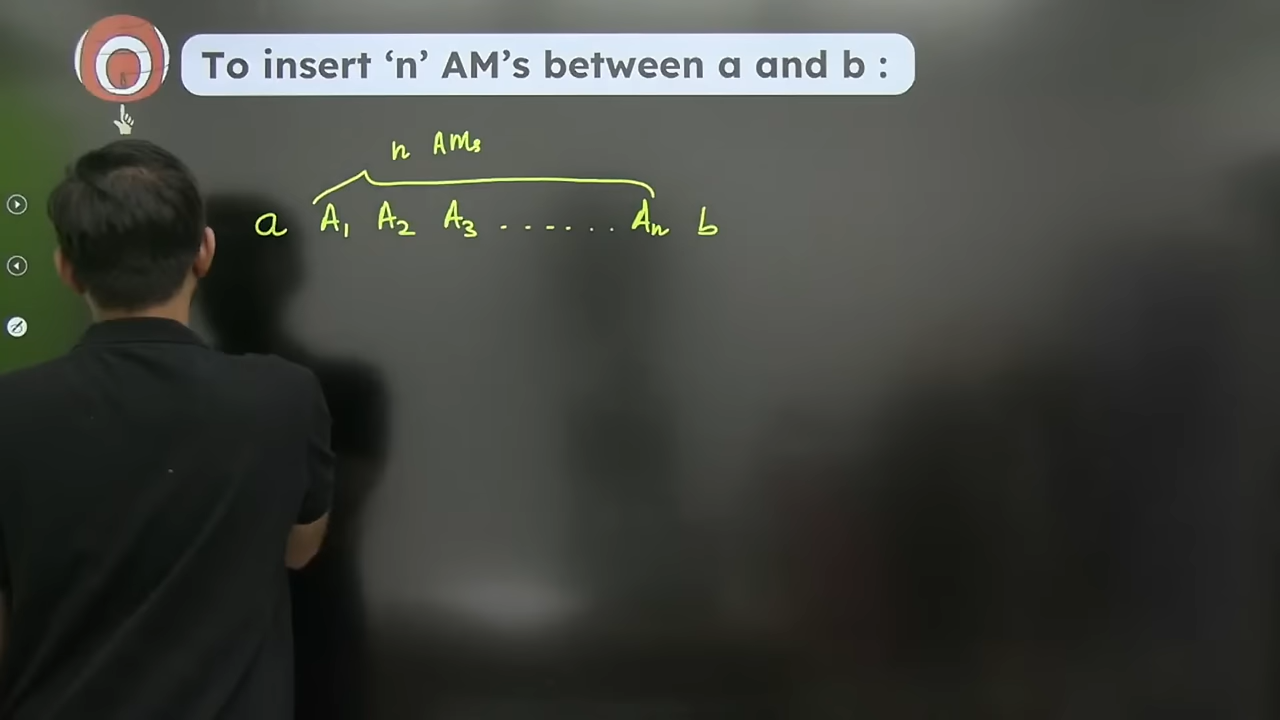 To insert ‘n’ AM’s between a and b :
n AMs
a A₁ A₂ A₃ ....... Aₙ b